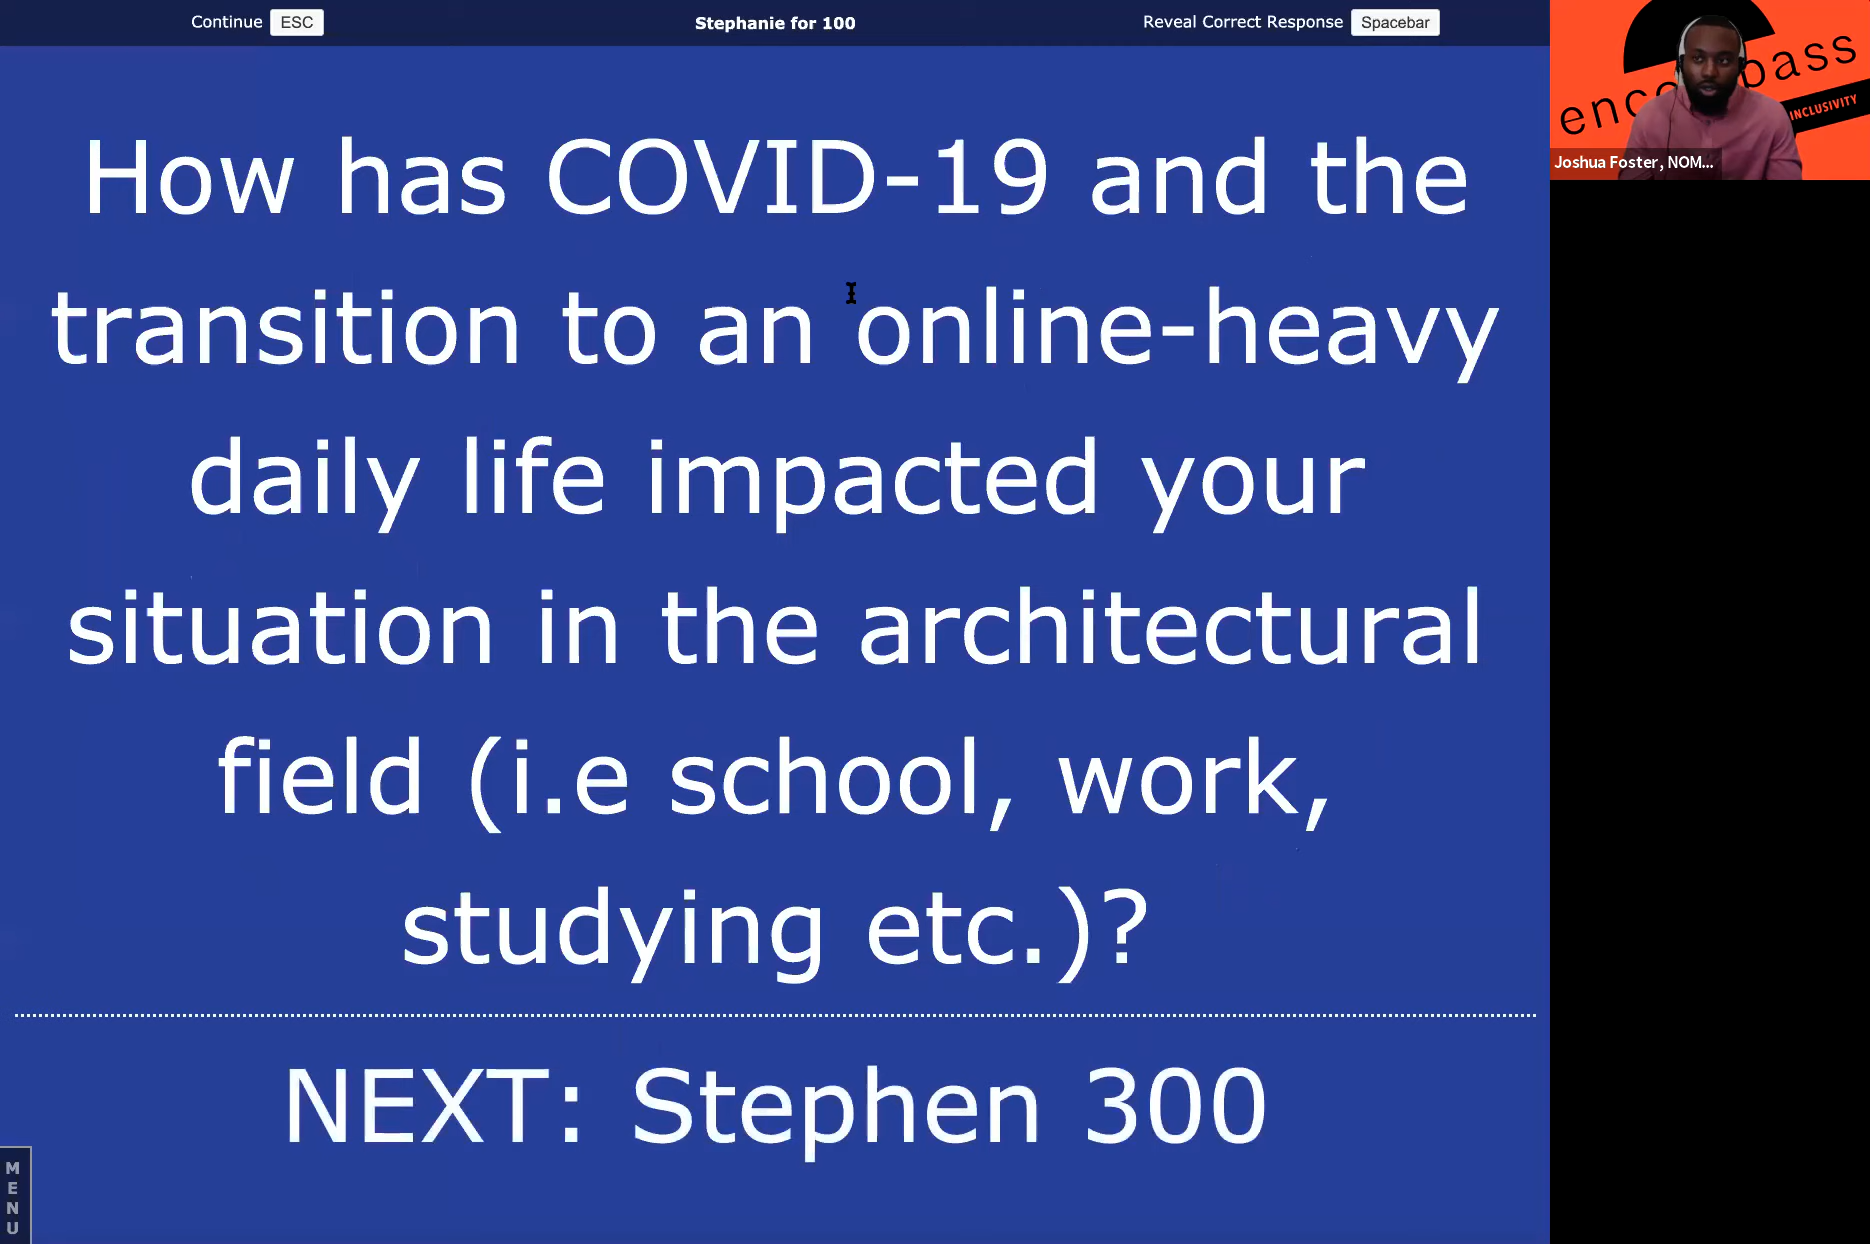 Continue ESC
Stephanie for 100
Reveal Correct Response Spacebar
How has COVID-19 and the
transition to an online-heavy
daily life impacted your
situation in the architectural
field (i.e school, work,
studying etc.)?
NEXT: Stephen 300
MENU
INCLUSIVITY
Joshua Foster, NOM...